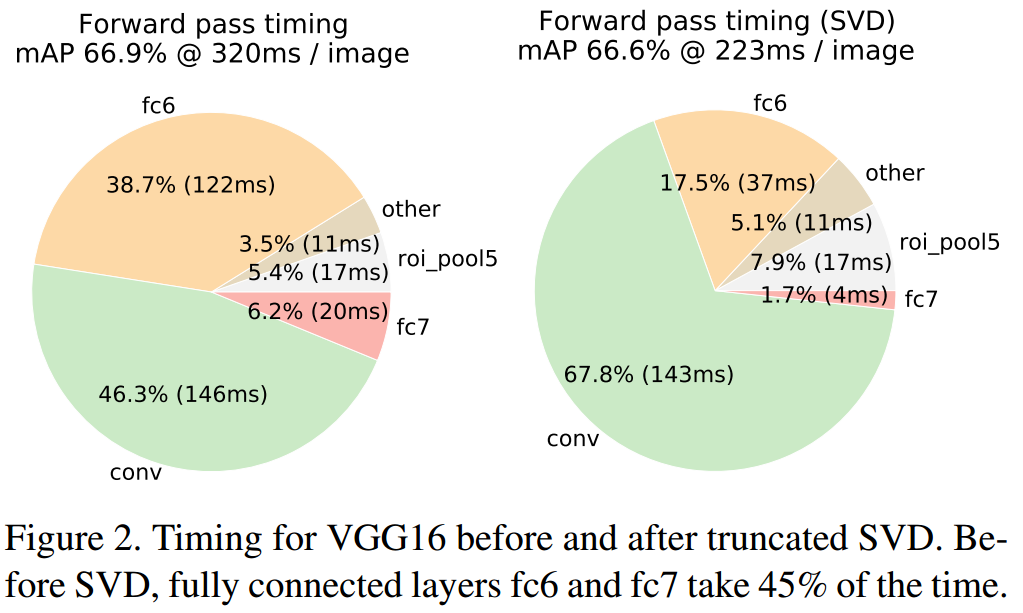 Forward pass timing
mAP 66.9% @ 320ms / image
fc6
38.7% (122ms)
other
3.5% (11ms)
roi_pool5
5.4% (17ms)
6.2% (20ms)
fc7
46.3% (146ms)
conv
Forward pass timing (SVD)
mAP 66.6% @ 223ms / image
fc6
other
17.5% (37ms)
5.1% (11ms)
roi_pool5
7.9% (17ms)
1.7% (4ms)
fc7
67.8% (143ms)
conv
Figure 2. Timing for VGG16 before and after truncated SVD. Be-
fore SVD, fully connected layers fc6 and fc7 take 45% of the time.